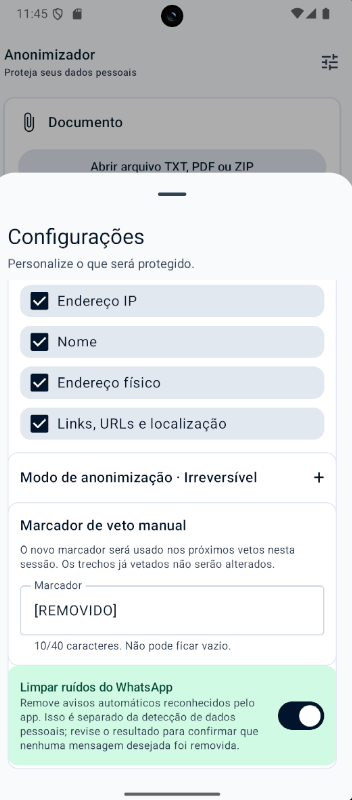 11:45
Anonimizador
Proteja seus dados pessoais
Documento
Abrir arquivo TXT, PDF ou ZIP
Configurações
Personalize o que será protegido.
Endereço IP
Nome
Endereço físico
Links, URLs e localização
Modo de anonimização · Irreversível +
Marcador de veto manual
O novo marcador será usado nos próximos vetos nesta
sessão. Os trechos já vetados não serão alterados.
Marcador
[REMOVIDO]
10/40 caracteres. Não pode ficar vazio.
Limpar ruídos do WhatsApp
Remove avisos automáticos reconhecidos pelo
app. Isso é separado da detecção de dados
pessoais; revise o resultado para confirmar que
nenhuma mensagem desejada foi removida.